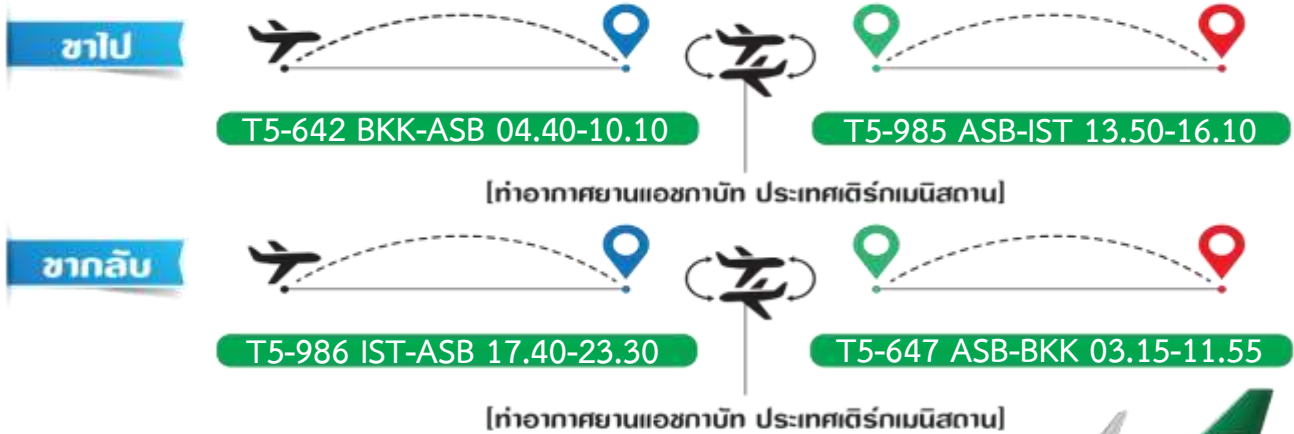 ขาไป
T5-642 BKK-ASB 04.40-10.10
T5-985 ASB-IST 13.50-16.10
[ท่าอากาศยานแอชกาบัท ประเทศเติร์กเมนิสถาน]
ขากลับ
T5-986 IST-ASB 17.40-23.30
T5-647 ASB-BKK 03.15-11.55
[ท่าอากาศยานแอชกาบัท ประเทศเติร์กเมนิสถาน]